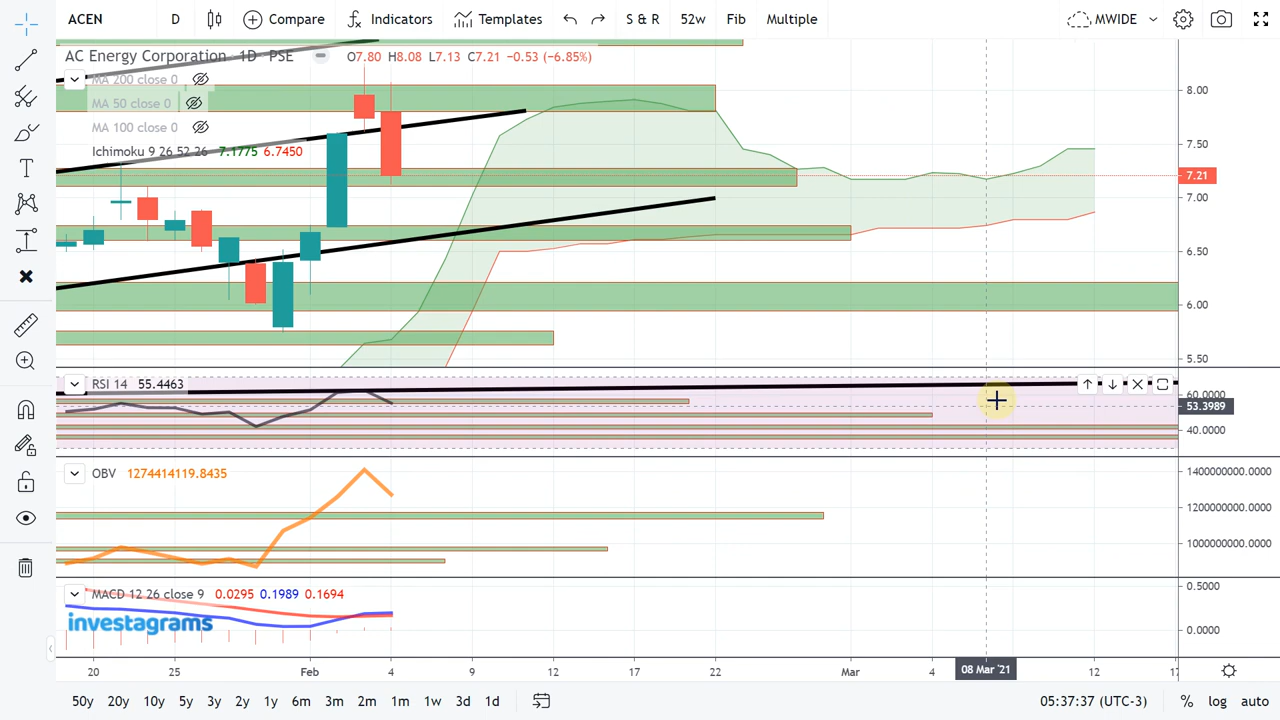 ACEN D Compare Indicators Templates S & R 52w Fib Multiple MWIDE
AC Energy Corporation · 1D · PSE O7.80 H8.08 L7.13 C7.21 −0.53 (−6.85%)
MA 200 close 0
MA 50 close 0
MA 100 close 0
Ichimoku 9 26 52 26 7.1775 6.7450
8.00
7.50
7.21
7.00
6.50
6.00
5.50
RSI 14 55.4463
60.0000
53.3989
40.0000
OBV 1274414119.8435
1400000000.0000
1200000000.0000
1000000000.0000
MACD 12 26 close 9 0.0295 0.1989 0.1694
0.5000
0.0000
investagrams
20 25 Feb 4 9 12 17 22 Mar 4 08 Mar '21 12
50y 20y 10y 5y 3y 2y 1y 6m 3m 2m 1m 1w 3d 1d 05:37:37 (UTC-3) % log auto